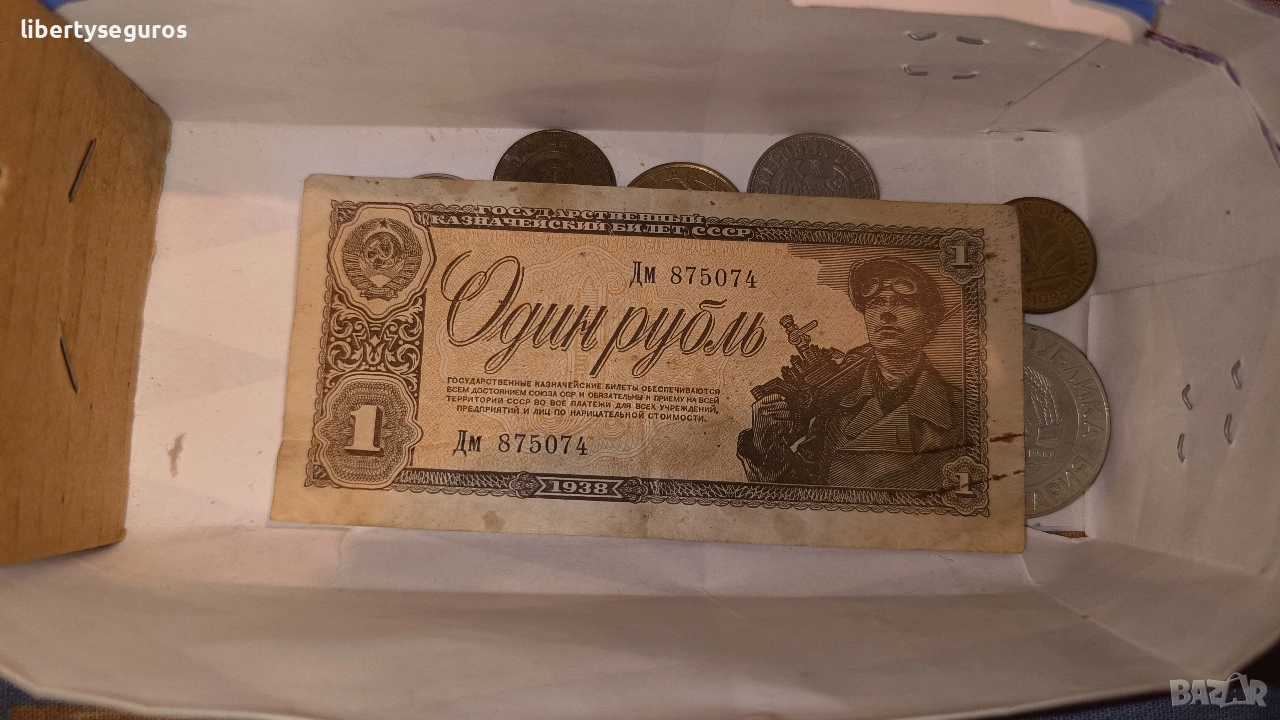 libertyseguros
ГОСУДАРСТВЕННЫЙ
КАЗНАЧЕЙСКИЙ БИЛЕТ СССР
1
Дм 875074
Один рубль
ГОСУДАРСТВЕННЫЕ КАЗНАЧЕЙСКИЕ БИЛЕТЫ ОБЕСПЕЧИВАЮТСЯ
ВСЕМ ДОСТОЯНИЕМ СОЮЗА ССР И ОБЯЗАТЕЛЬНЫ К ПРИЕМУ НА ВСЕЙ
ТЕРРИТОРИИ СССР ВО ВСЕ ПЛАТЕЖИ ДЛЯ ВСЕХ УЧРЕЖДЕНИЙ,
ПРЕДПРИЯТИЙ И ЛИЦ ПО НАРИЦАТЕЛЬНОЙ СТОИМОСТИ.
1
Дм 875074
1938
1
1985
BAZAR